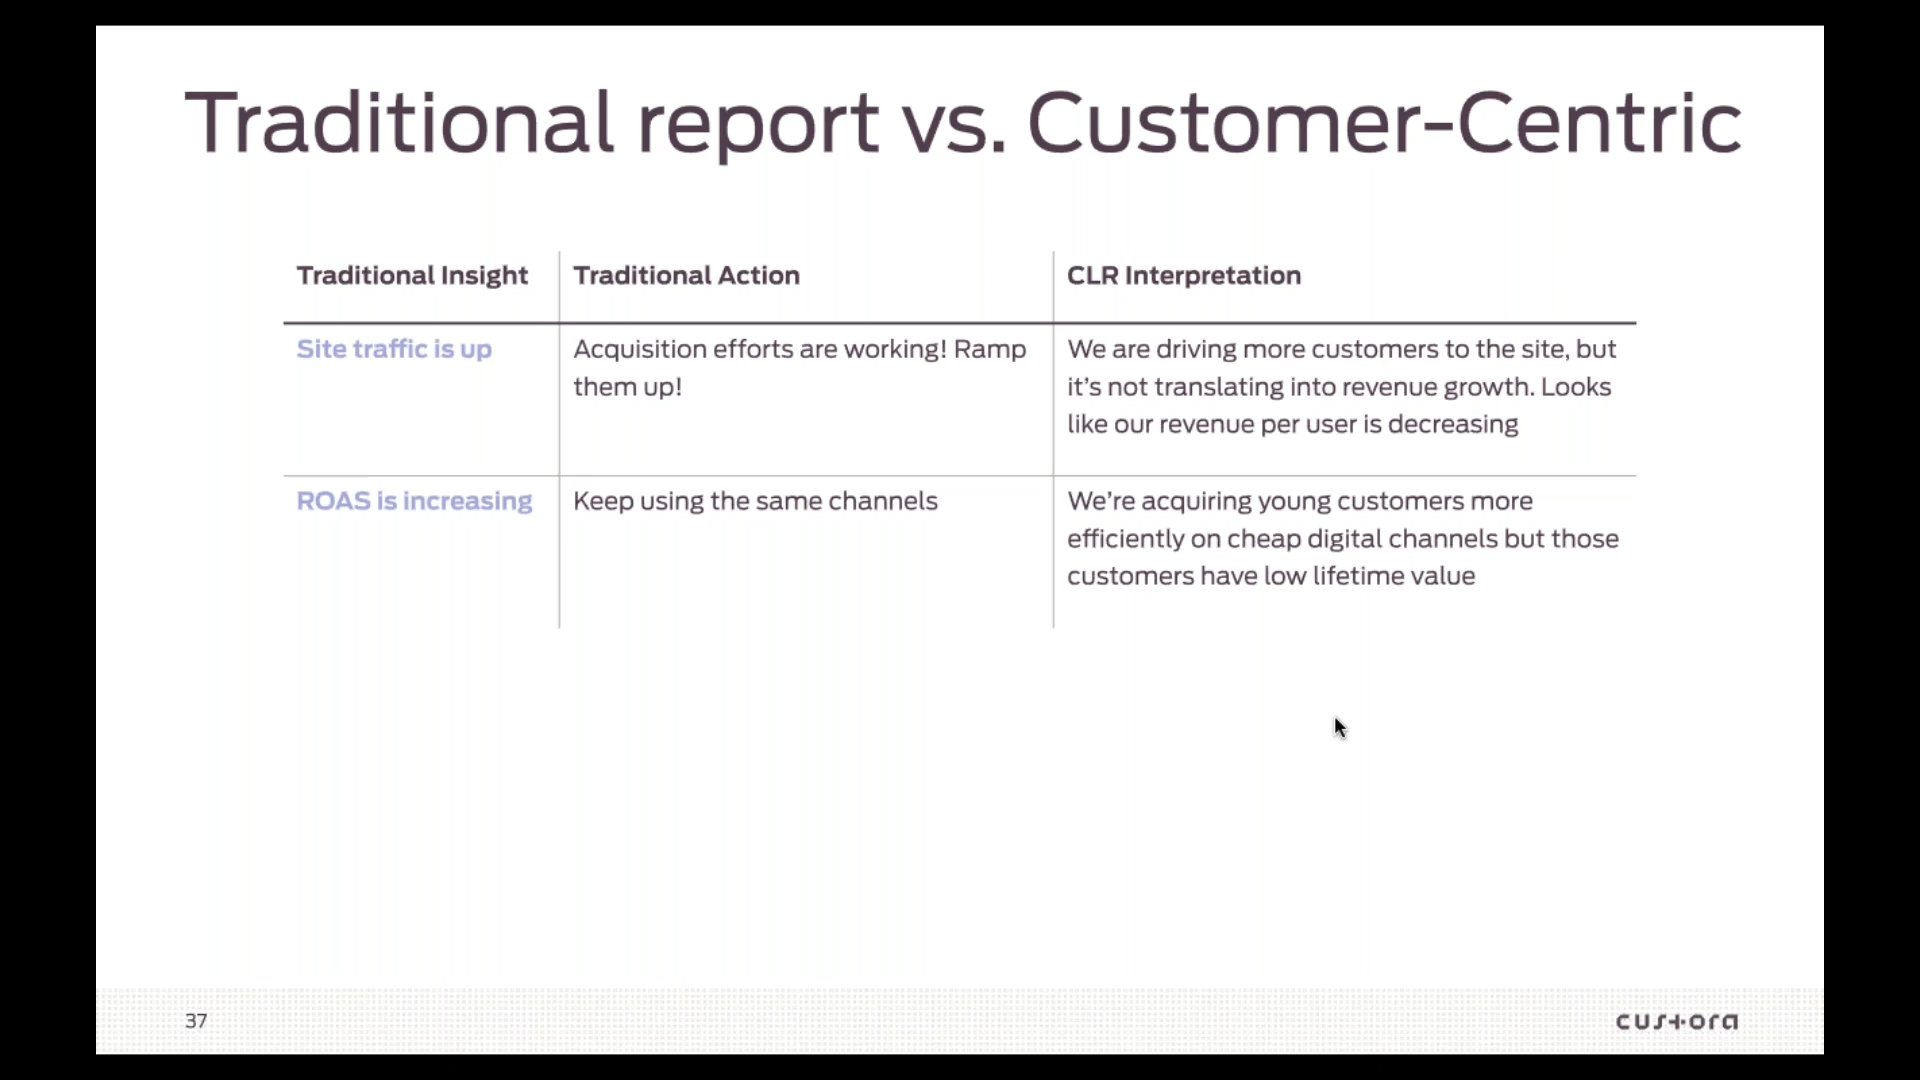 Traditional report vs. Customer-Centric
Traditional Insight
Traditional Action
CLR Interpretation
Site traffic is up
Acquisition efforts are working! Ramp
them up!
We are driving more customers to the site, but
it's not translating into revenue growth. Looks
like our revenue per user is decreasing
ROAS is increasing
Keep using the same channels
We're acquiring young customers more
efficiently on cheap digital channels but those
customers have low lifetime value
37
custora